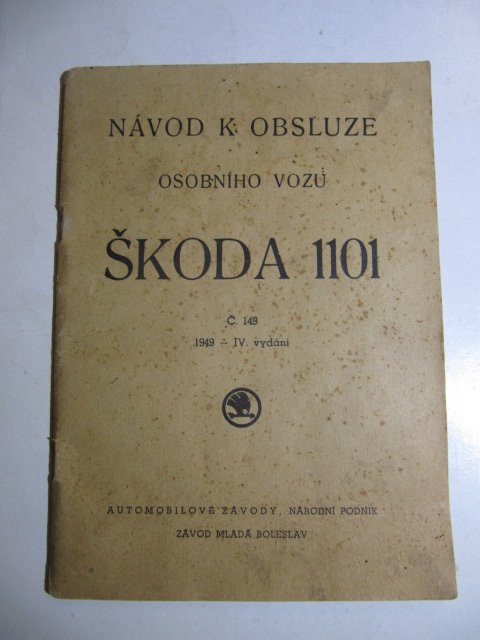 NÁVOD K OBSLUZE
OSOBNÍHO VOZU
ŠKODA 1101
Č. 149
1949 — IV. vydání
AUTOMOBILOVÉ ZÁVODY, NÁRODNÍ PODNIK
ZÁVOD MLADÁ BOLESLAV